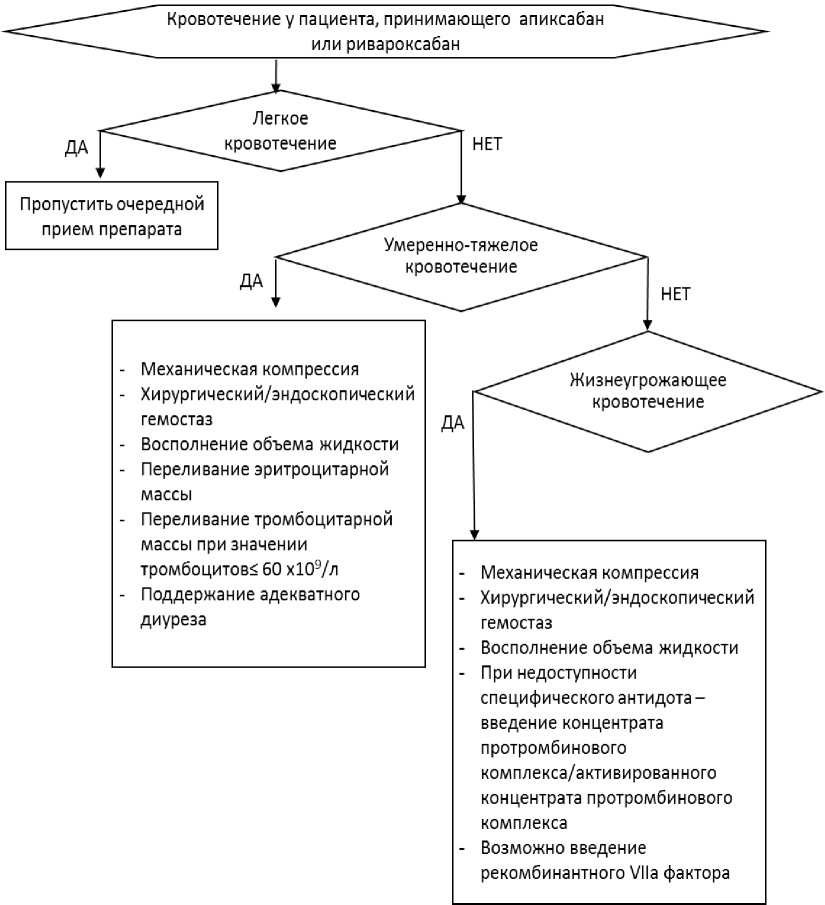 Кровотечение у пациента, принимающего апиксабан
или ривароксабан
Легкое
кровотечение
ДА
НЕТ
Пропустить очередной
прием препарата
Умеренно-тяжелое
кровотечение
ДА
НЕТ
- Механическая компрессия
- Хирургический/эндоскопический
гемостаз
- Восполнение объема жидкости
- Переливание эритроцитарной
массы
- Переливание тромбоцитарной
массы при значении
тромбоцитов≤ 60 х10⁹/л
- Поддержание адекватного
диуреза
Жизнеугрожающее
кровотечение
ДА
- Механическая компрессия
- Хирургический/эндоскопический
гемостаз
- Восполнение объема жидкости
- При недоступности
специфического антидота –
введение концентрата
протромбинового
комплекса/активированного
концентрата протромбинового
комплекса
- Возможно введение
рекомбинантного VIIa фактора